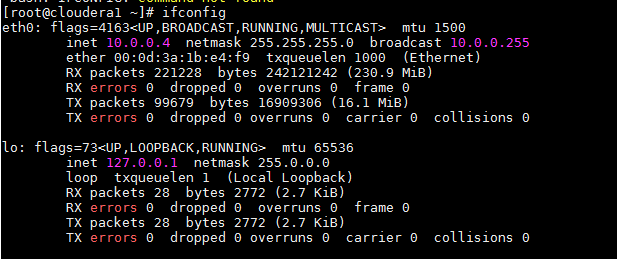 command not found
[root@cloudera1 ~]# ifconfig
eth0: flags=4163<UP,BROADCAST,RUNNING,MULTICAST>  mtu 1500
        inet 10.0.0.4  netmask 255.255.255.0  broadcast 10.0.0.255
        ether 00:0d:3a:1b:e4:f9  txqueuelen 1000  (Ethernet)
        RX packets 221228  bytes 242121242 (230.9 MiB)
        RX errors 0  dropped 0  overruns 0  frame 0
        TX packets 99679  bytes 16909306 (16.1 MiB)
        TX errors 0  dropped 0 overruns 0  carrier 0  collisions 0
lo: flags=73<UP,LOOPBACK,RUNNING>  mtu 65536
        inet 127.0.0.1  netmask 255.0.0.0
        loop  txqueuelen 1  (Local Loopback)
        RX packets 28  bytes 2772 (2.7 KiB)
        RX errors 0  dropped 0  overruns 0  frame 0
        TX packets 28  bytes 2772 (2.7 KiB)
        TX errors 0  dropped 0 overruns 0  carrier 0  collisions 0